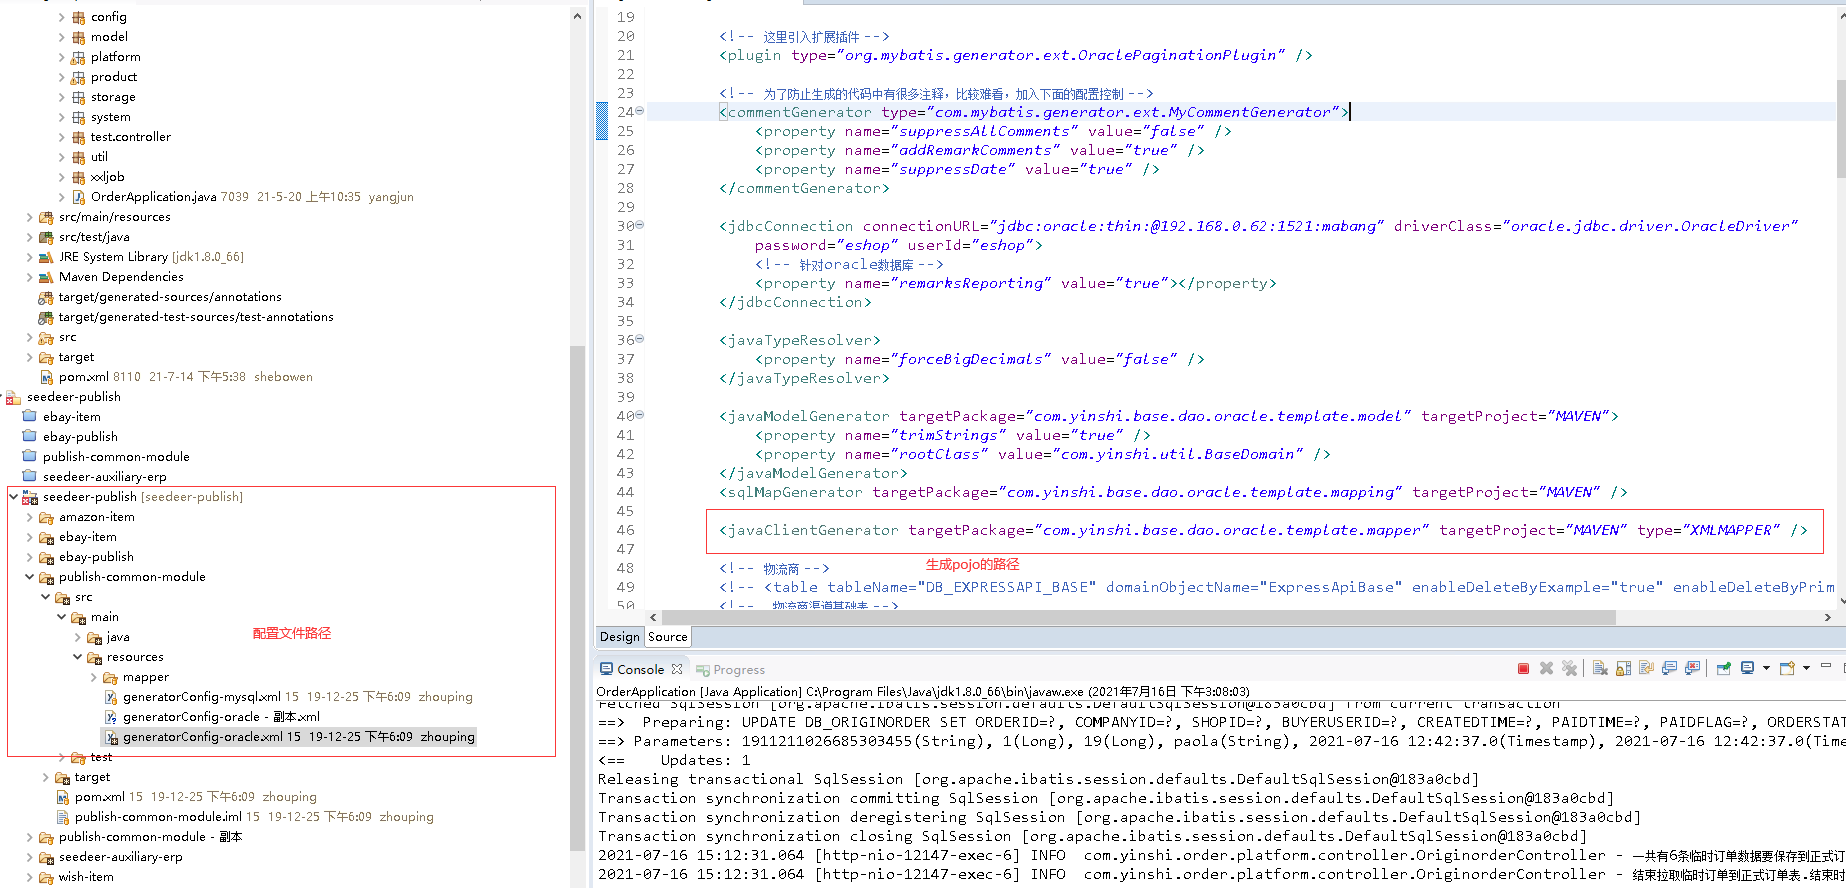 config
model
platform
product
storage
system
test.controller
util
xxljob
OrderApplication.java 7039 21-5-20 上午10:35 yangjun
src/main/resources
src/test/java
JRE System Library [jdk1.8.0_66]
Maven Dependencies
target/generated-sources/annotations
target/generated-test-sources/test-annotations
src
target
pom.xml 8110 21-7-14 下午5:38 shebowen
seedeer-publish
ebay-item
ebay-publish
publish-common-module
seedeer-auxiliary-erp
seedeer-publish [seedeer-publish]
amazon-item
ebay-item
ebay-publish
publish-common-module
src
main
java
配置文件路径
resources
mapper
generatorConfig-mysql.xml 15 19-12-25 下午6:09 zhouping
generatorConfig-oracle - 副本.xml
generatorConfig-oracle.xml 15 19-12-25 下午6:09 zhouping
test
target
pom.xml 15 19-12-25 下午6:09 zhouping
publish-common-module.iml 15 19-12-25 下午6:09 zhouping
publish-common-module - 副本
seedeer-auxiliary-erp
wish-item
19
20 <!-- 这里引入扩展插件 -->
21 <plugin type="org.mybatis.generator.ext.OraclePaginationPlugin" />
22
23 <!-- 为了防止生成的代码中有很多注释，比较难看，加入下面的配置控制 -->
24 <commentGenerator type="com.mybatis.generator.ext.MyCommentGenerator">
25 <property name="suppressAllComments" value="false" />
26 <property name="addRemarkComments" value="true" />
27 <property name="suppressDate" value="true" />
28 </commentGenerator>
29
30 <jdbcConnection connectionURL="jdbc:oracle:thin:@192.168.0.62:1521:mabang" driverClass="oracle.jdbc.driver.OracleDriver"
31 password="eshop" userId="eshop">
32 <!-- 针对oracle数据库 -->
33 <property name="remarksReporting" value="true"></property>
34 </jdbcConnection>
35
36 <javaTypeResolver>
37 <property name="forceBigDecimals" value="false" />
38 </javaTypeResolver>
39
40 <javaModelGenerator targetPackage="com.yinshi.base.dao.oracle.template.model" targetProject="MAVEN">
41 <property name="trimStrings" value="true" />
42 <property name="rootClass" value="com.yinshi.util.BaseDomain" />
43 </javaModelGenerator>
44 <sqlMapGenerator targetPackage="com.yinshi.base.dao.oracle.template.mapping" targetProject="MAVEN" />
45
46 <javaClientGenerator targetPackage="com.yinshi.base.dao.oracle.template.mapper" targetProject="MAVEN" type="XMLMAPPER" />
47
生成pojo的路径
48 <!-- 物流商 -->
49 <!-- <table tableName="DB_EXPRESSAPI_BASE" domainObjectName="ExpressApiBase" enableDeleteByExample="true" enableDeleteByPrim
50 <!-- 物流商渠道基础表 -->
Design Source
Console Progress
OrderApplication [Java Application] C:\Program Files\Java\jdk1.8.0_66\bin\javaw.exe (2021年7月16日 下午3:08:03)
Fetched SqlSession [org.apache.ibatis.session.defaults.DefaultSqlSession@183a0cbd] from current transaction
==> Preparing: UPDATE DB_ORIGINORDER SET ORDERID=?, COMPANYID=?, SHOPID=?, BUYERUSERID=?, CREATEDTIME=?, PAIDTIME=?, PAIDFLAG=?, ORDERSTAT
==> Parameters: 1911211026685303455(String), 1(Long), 19(Long), paola(String), 2021-07-16 12:42:37.0(Timestamp), 2021-07-16 12:42:37.0(Time
<== Updates: 1
Releasing transactional SqlSession [org.apache.ibatis.session.defaults.DefaultSqlSession@183a0cbd]
Transaction synchronization committing SqlSession [org.apache.ibatis.session.defaults.DefaultSqlSession@183a0cbd]
Transaction synchronization deregistering SqlSession [org.apache.ibatis.session.defaults.DefaultSqlSession@183a0cbd]
Transaction synchronization closing SqlSession [org.apache.ibatis.session.defaults.DefaultSqlSession@183a0cbd]
2021-07-16 15:12:31.064 [http-nio-12147-exec-6] INFO com.yinshi.order.platform.controller.OriginorderController - 一共有6条临时订单数据要保存到正式订
2021-07-16 15:12:31.064 [http-nio-12147-exec-6] INFO com.yinshi.order.platform.controller.OriginorderController - 结束拉取临时订单到正式订单表.结束时